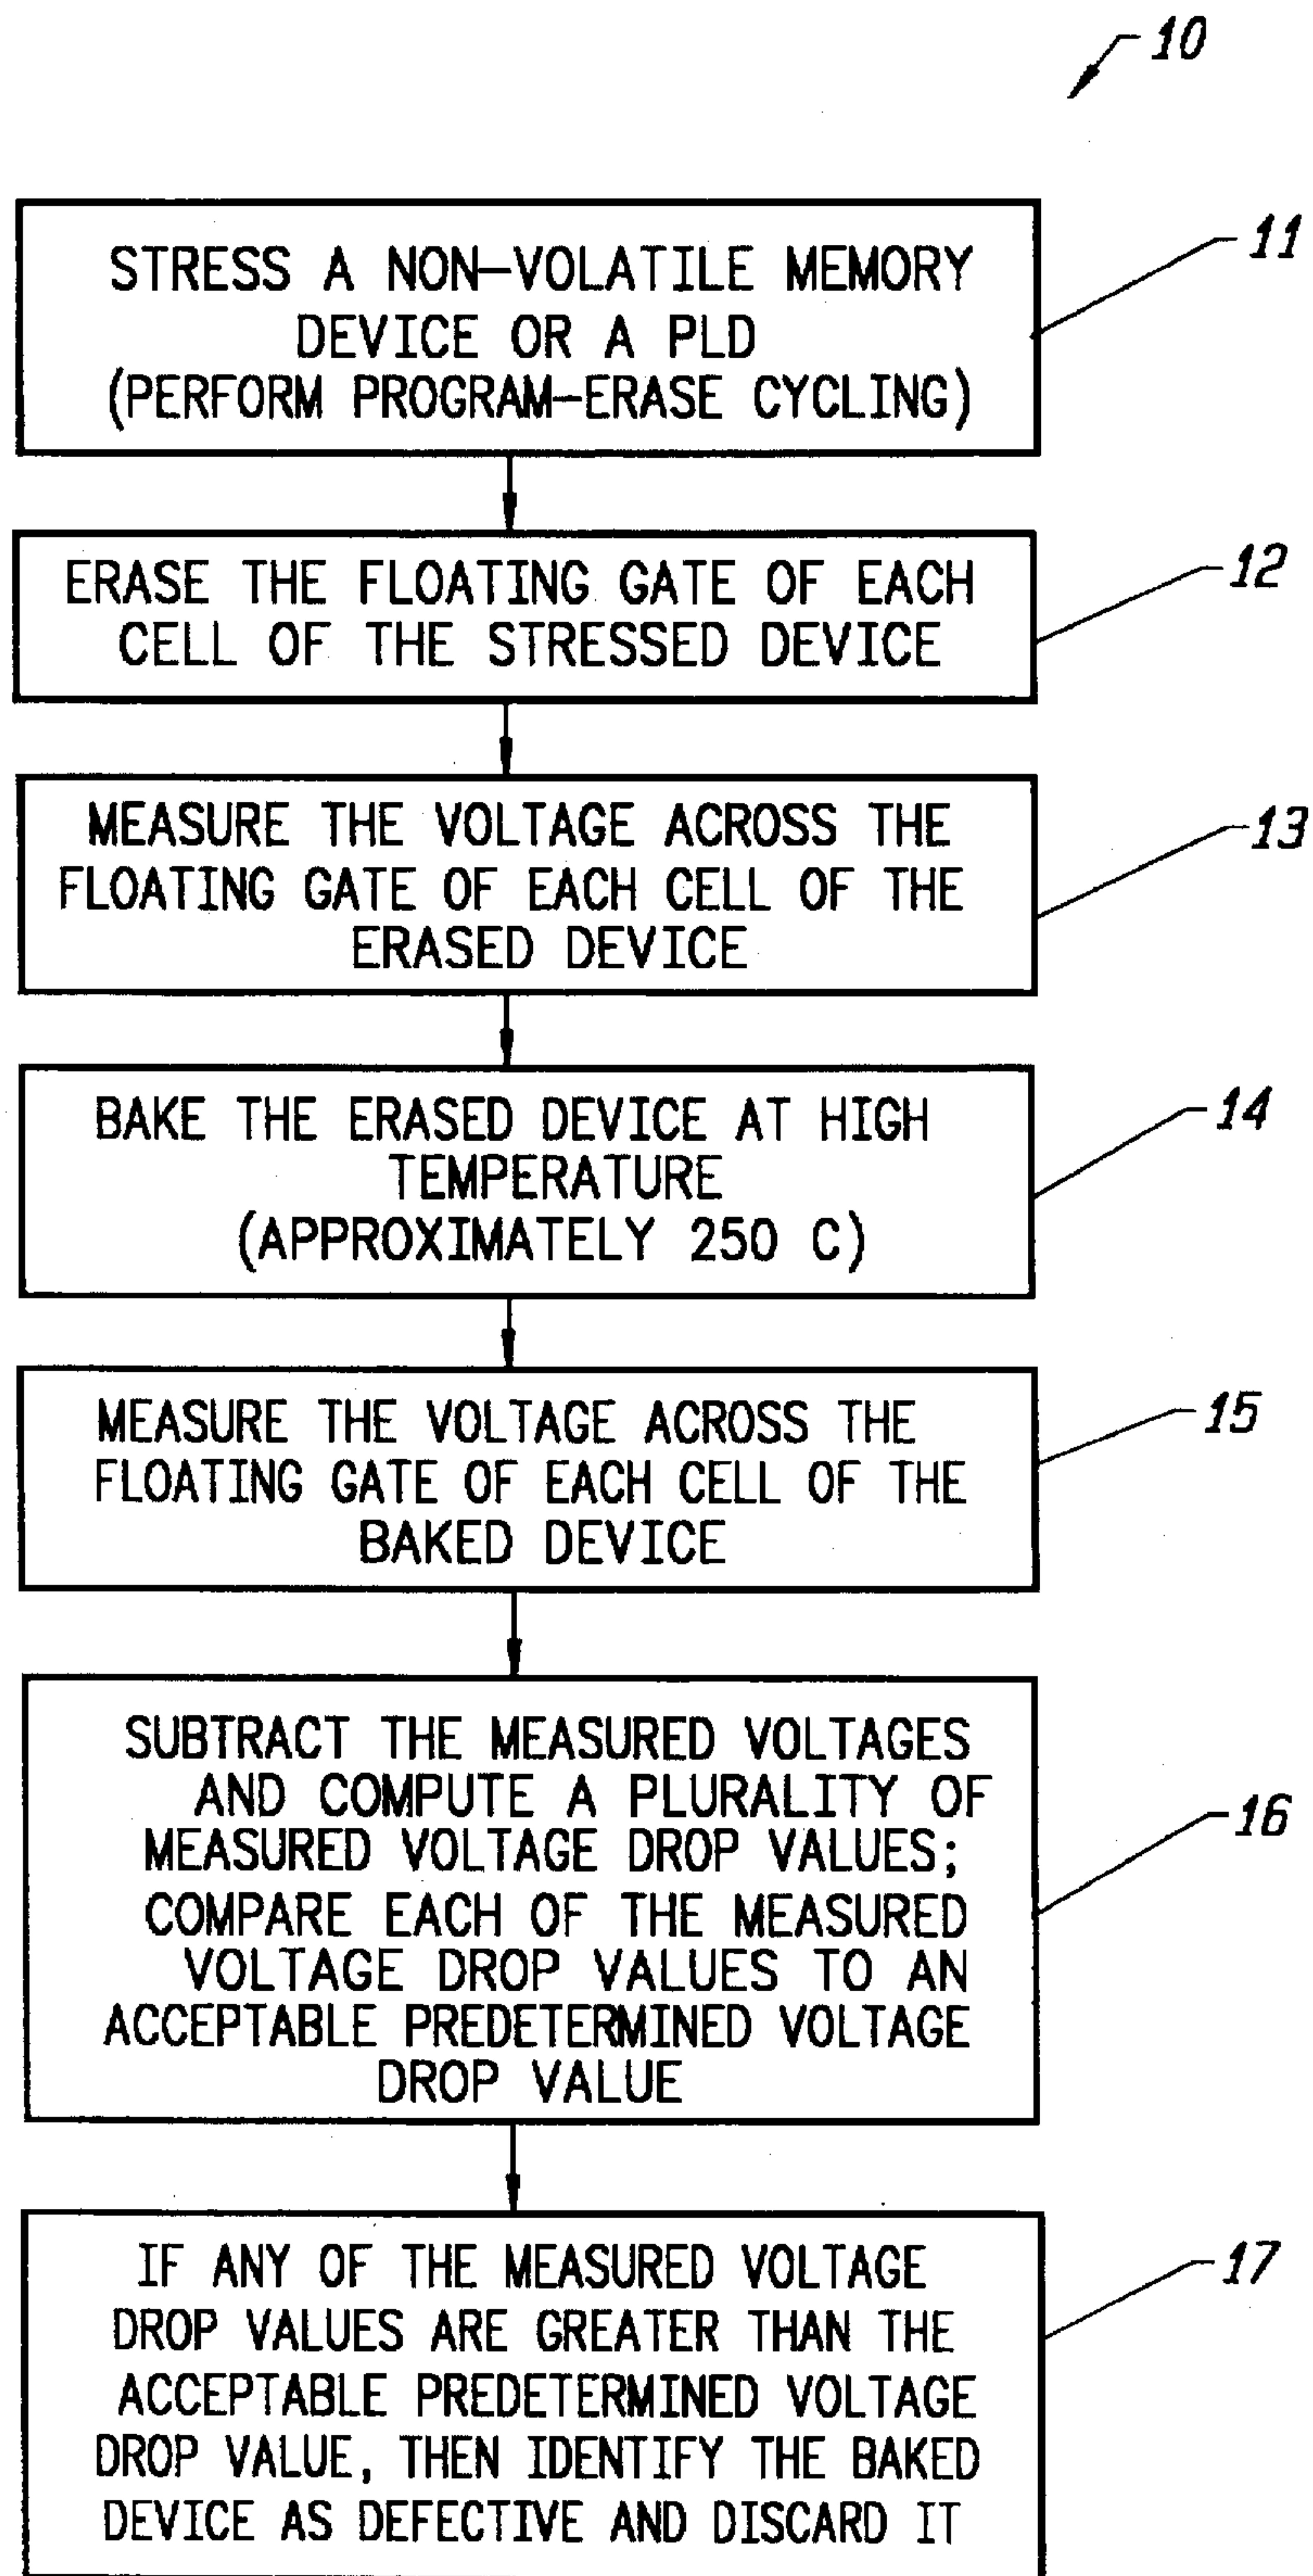 10
STRESS A NON-VOLATILE MEMORY
DEVICE OR A PLD
(PERFORM PROGRAM-ERASE CYCLING)
11
ERASE THE FLOATING GATE OF EACH
CELL OF THE STRESSED DEVICE
12
MEASURE THE VOLTAGE ACROSS THE
FLOATING GATE OF EACH CELL OF THE
ERASED DEVICE
13
BAKE THE ERASED DEVICE AT HIGH
TEMPERATURE
(APPROXIMATELY 250 C)
14
MEASURE THE VOLTAGE ACROSS THE
FLOATING GATE OF EACH CELL OF THE
BAKED DEVICE
15
SUBTRACT THE MEASURED VOLTAGES
AND COMPUTE A PLURALITY OF
MEASURED VOLTAGE DROP VALUES;
COMPARE EACH OF THE MEASURED
VOLTAGE DROP VALUES TO AN
ACCEPTABLE PREDETERMINED VOLTAGE
DROP VALUE
16
IF ANY OF THE MEASURED VOLTAGE
DROP VALUES ARE GREATER THAN THE
ACCEPTABLE PREDETERMINED VOLTAGE
DROP VALUE, THEN IDENTIFY THE BAKED
DEVICE AS DEFECTIVE AND DISCARD IT
17